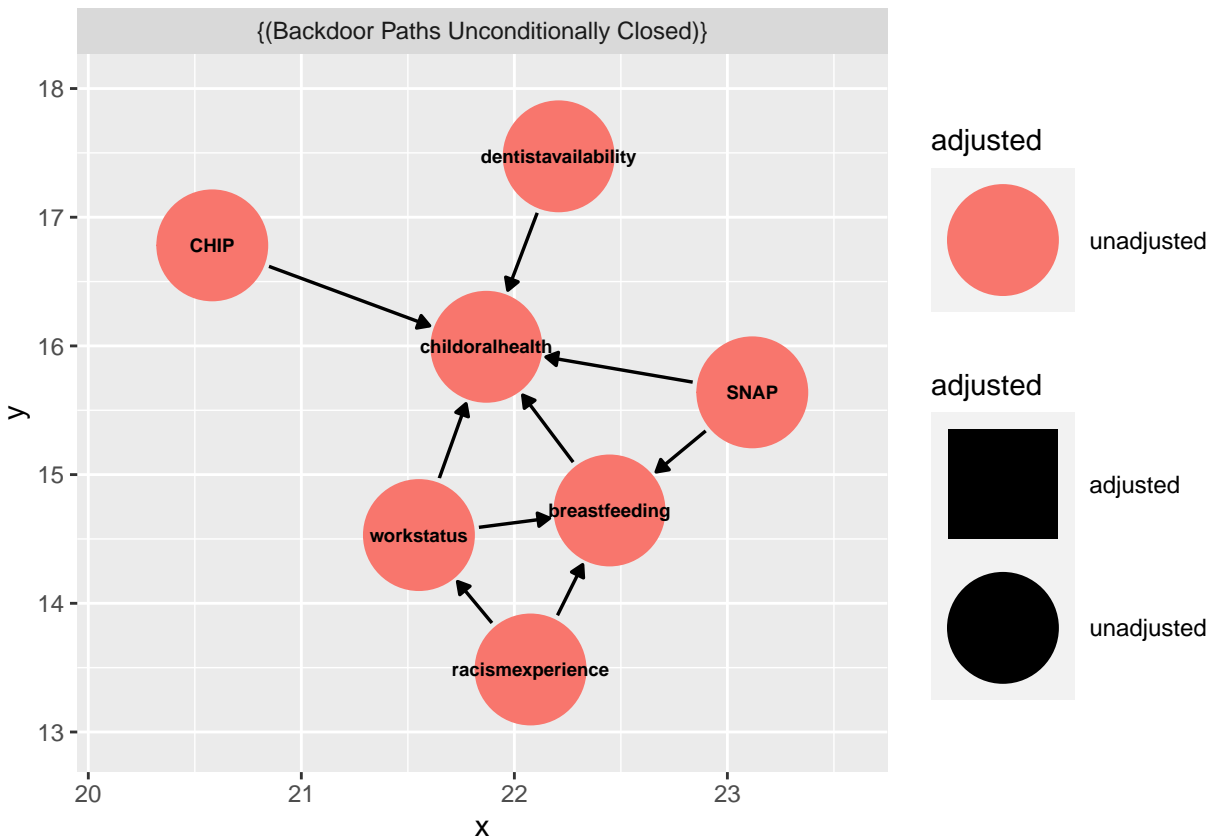 {(Backdoor Paths Unconditionally Closed)}
18
17
16
15
14
13
y
20
21
22
23
x
dentistavailability
CHIP
childoralhealth
SNAP
breastfeeding
workstatus
racismexperience
adjusted
unadjusted
adjusted
adjusted
unadjusted